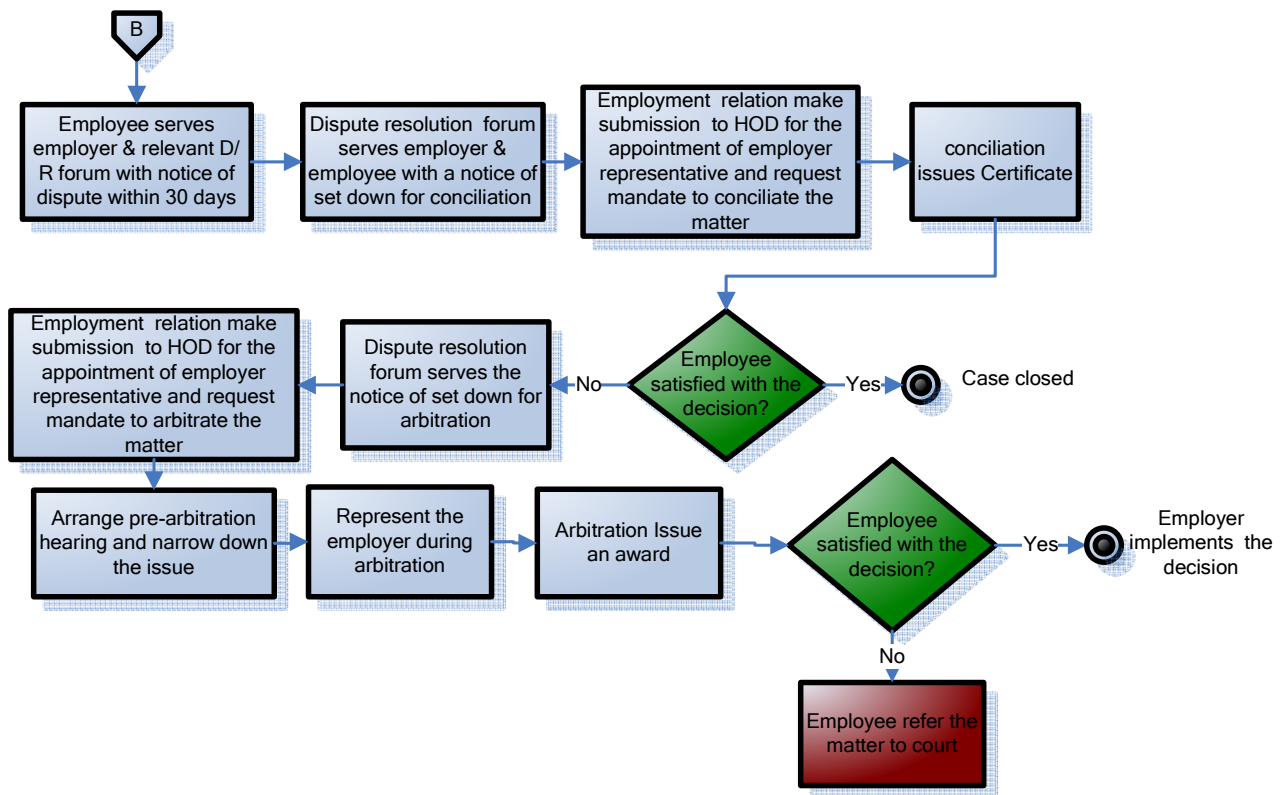 B
Employee serves
employer & relevant D/
R forum with notice of
dispute within 30 days
Dispute resolution forum
serves employer &
employee with a notice of
set down for conciliation
Employment relation make
submission to HOD for the
appointment of employer
representative and request
mandate to conciliate the
matter
conciliation
issues Certificate
Employment relation make
submission to HOD for the
appointment of employer
representative and request
mandate to arbitrate the
matter
Dispute resolution
forum serves the
notice of set down for
arbitration
No
Employee
satisfied with the
decision?
Yes
Case closed
Arrange pre-arbitration
hearing and narrow down
the issue
Represent the
employer during
arbitration
Arbitration Issue
an award
Employee
satisfied with the
decision?
Yes
Employer
implements the
decision
No
Employee refer the
matter to court